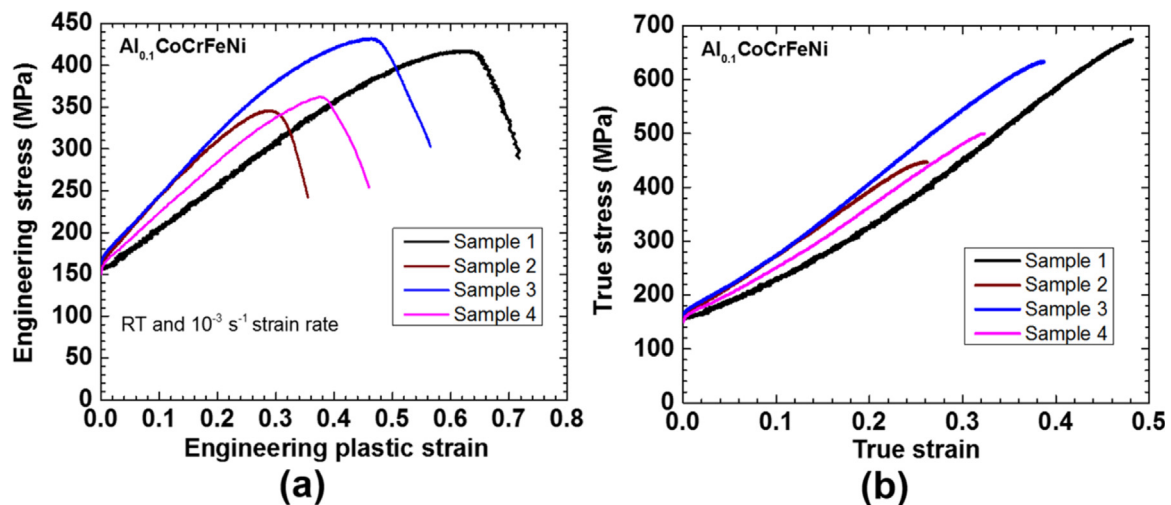 Al0.1CoCrFeNi
Engineering stress (MPa)
450
400
350
300
250
200
150
100
50
0
Sample 1
Sample 2
Sample 3
Sample 4
RT and 10⁻³ s⁻¹ strain rate
0.0 0.1 0.2 0.3 0.4 0.5 0.6 0.7 0.8
Engineering plastic strain
(a)
Al0.1CoCrFeNi
True stress (MPa)
700
600
500
400
300
200
100
0
Sample 1
Sample 2
Sample 3
Sample 4
0.0 0.1 0.2 0.3 0.4 0.5
True strain
(b)